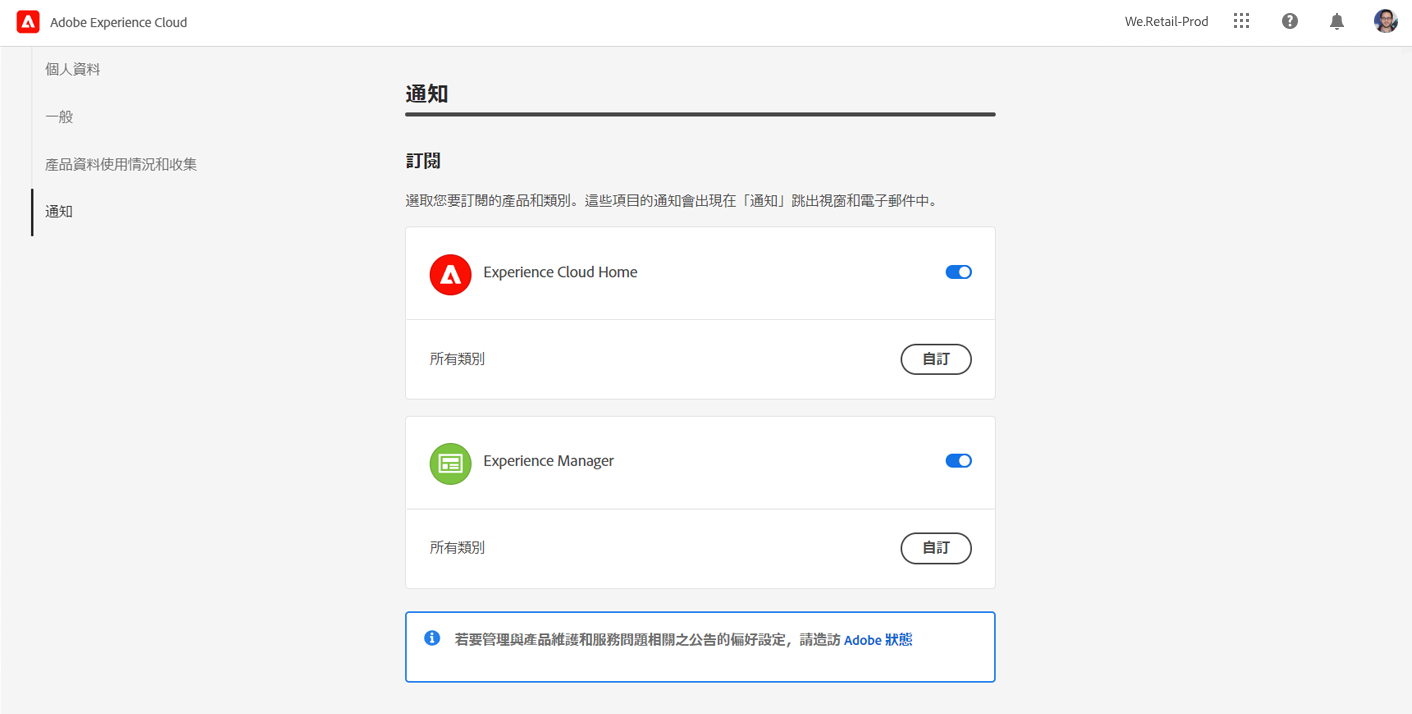 Adobe Experience Cloud
We.Retail-Prod
個人資料
一般
產品資料使用情況和收集
通知
通知
訂閱
選取您要訂閱的產品和類別。這些項目的通知會出現在「通知」跳出視窗和電子郵件中。
Experience Cloud Home
所有類別
自訂
Experience Manager
所有類別
自訂
若要管理與產品維護和服務問題相關之公告的偏好設定，請造訪 Adobe 狀態